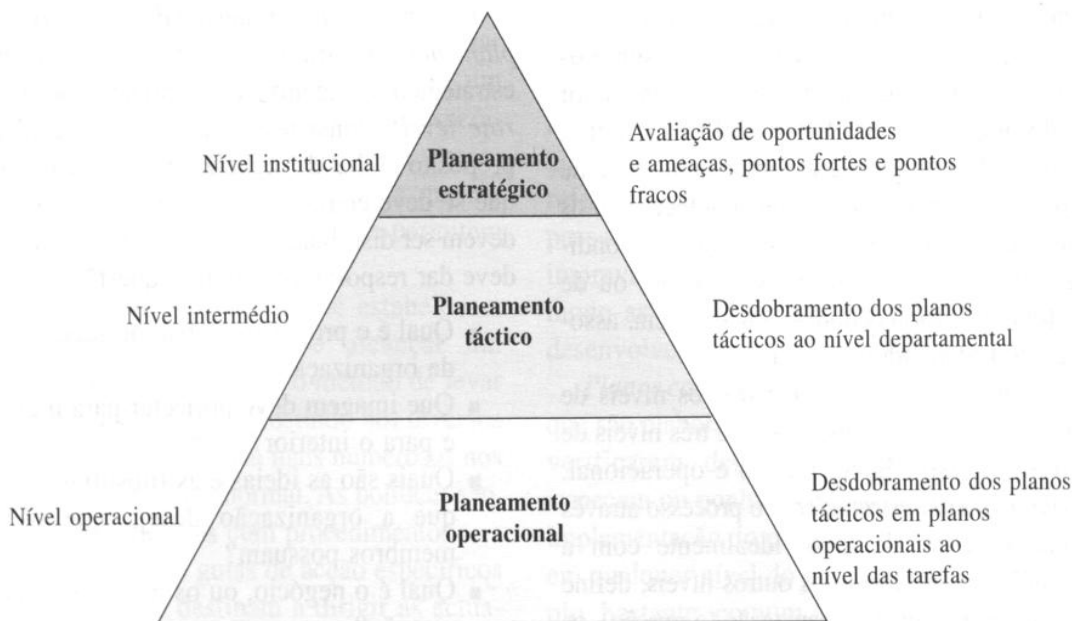 Nível institucional
Planeamento
estratégico
Avaliação de oportunidades
e ameaças, pontos fortes e pontos
fracos
Nível intermédio
Planeamento
táctico
Desdobramento dos planos
tácticos ao nível departamental
Nível operacional
Planeamento
operacional
Desdobramento dos planos
tácticos em planos
operacionais ao
nível das tarefas